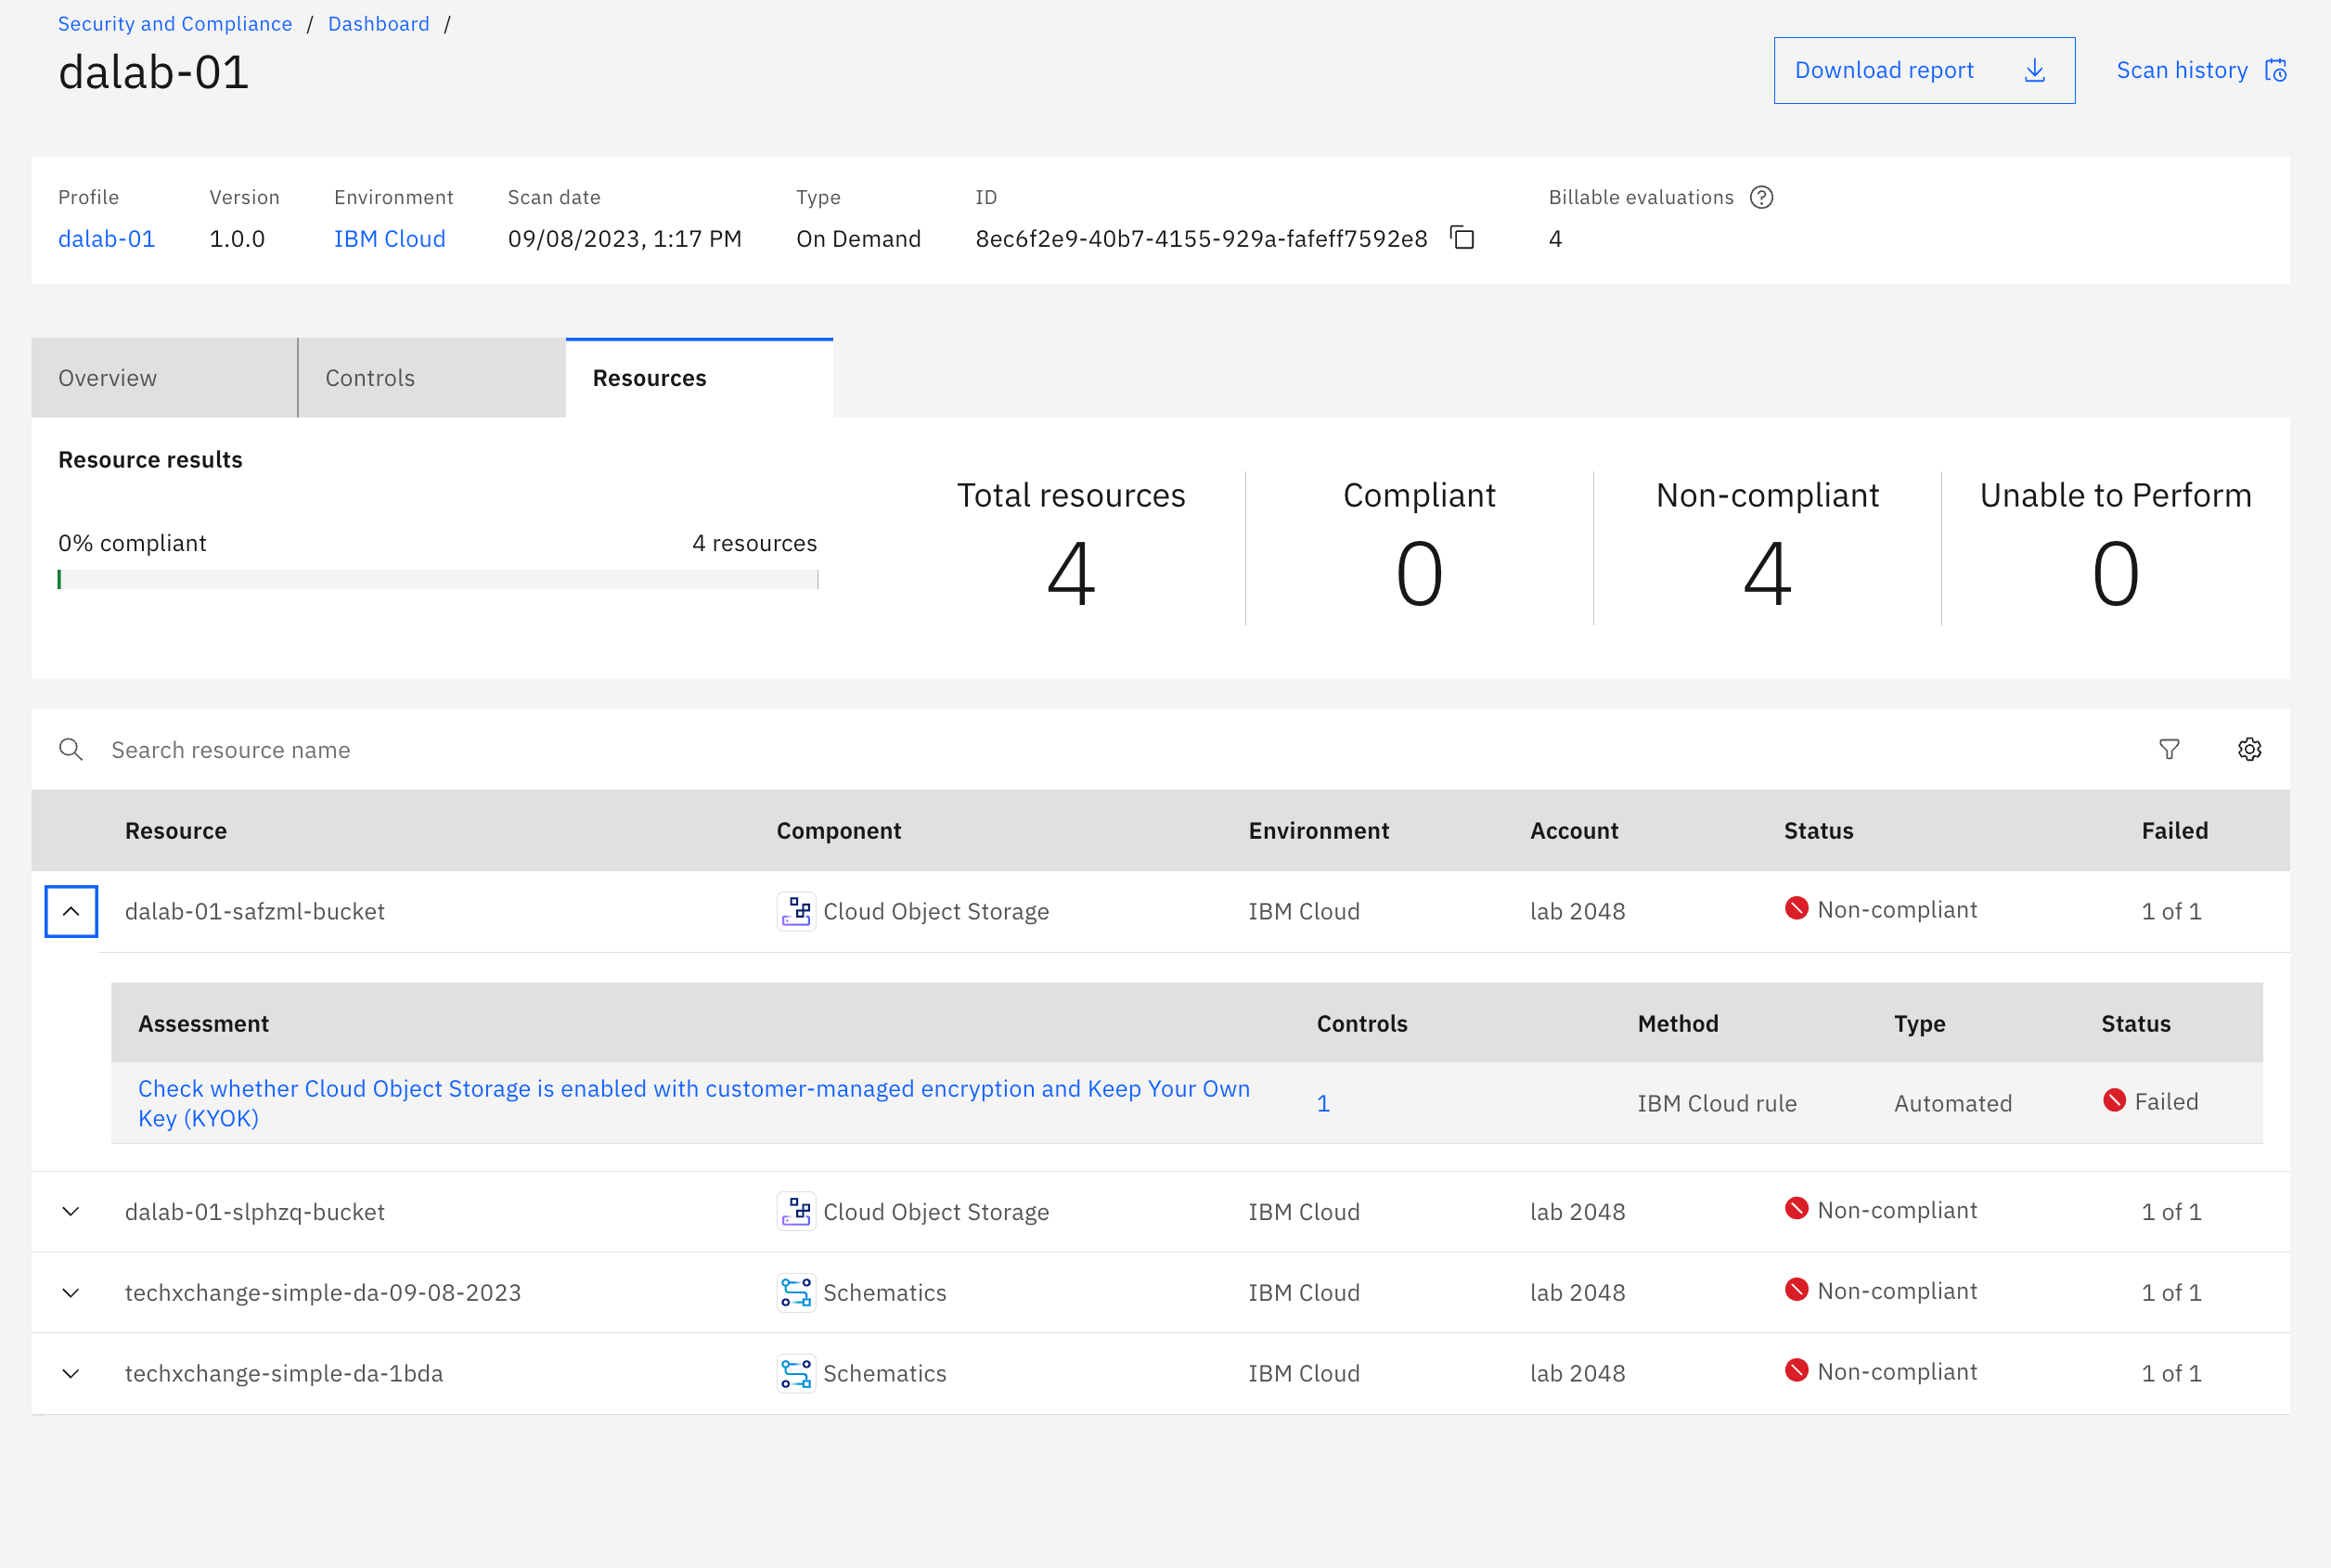 Security and Compliance / Dashboard /
dalab-01
Download report
Scan history
Profile Version Environment Scan date Type ID Billable evaluations
dalab-01 1.0.0 IBM Cloud 09/08/2023, 1:17 PM On Demand 8ec6f2e9-40b7-4155-929a-fafeff7592e8 4
Overview Controls Resources
Resource results
0% compliant 4 resources
Total resources Compliant Non-compliant Unable to Perform
4 0 4 0
Search resource name
Resource Component Environment Account Status Failed
dalab-01-safzml-bucket Cloud Object Storage IBM Cloud lab 2048 Non-compliant 1 of 1
Assessment Controls Method Type Status
Check whether Cloud Object Storage is enabled with customer-managed encryption and Keep Your Own
Key (KYOK) 1 IBM Cloud rule Automated Failed
dalab-01-slphzq-bucket Cloud Object Storage IBM Cloud lab 2048 Non-compliant 1 of 1
techxchange-simple-da-09-08-2023 Schematics IBM Cloud lab 2048 Non-compliant 1 of 1
techxchange-simple-da-1bda Schematics IBM Cloud lab 2048 Non-compliant 1 of 1